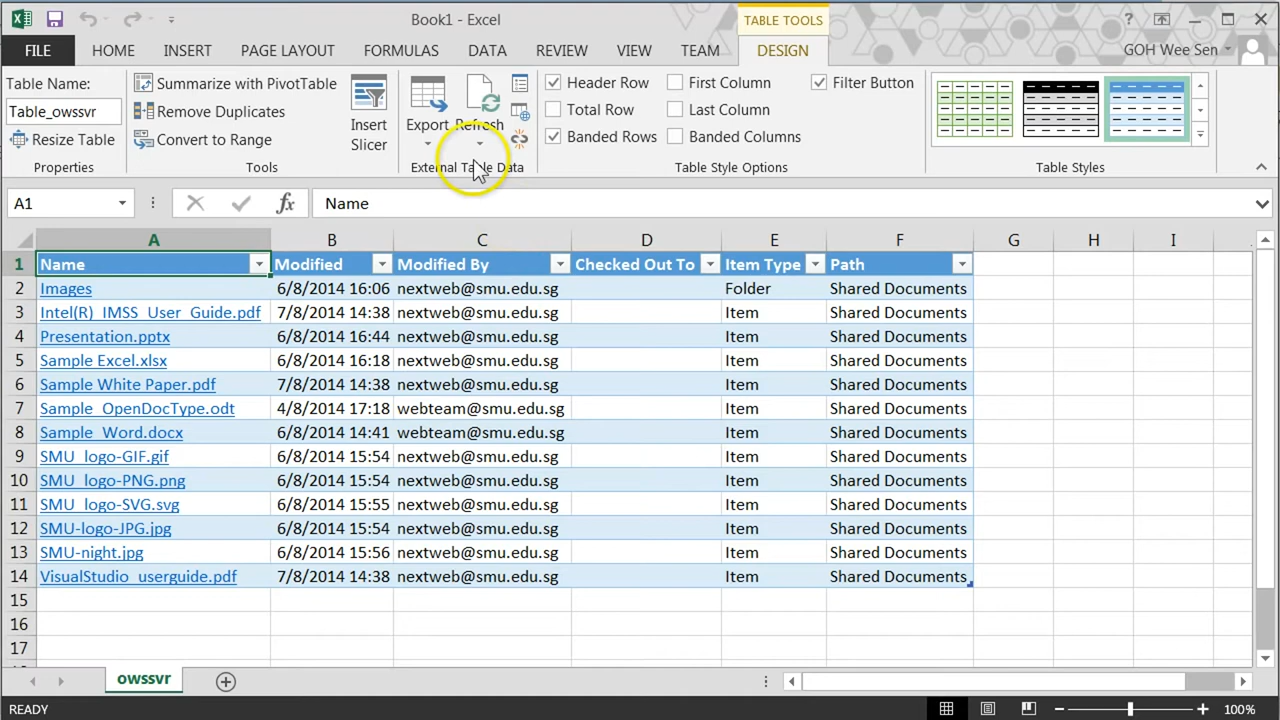 Book1 - Excel
TABLE TOOLS
?
FILE HOME INSERT PAGE LAYOUT FORMULAS DATA REVIEW VIEW TEAM DESIGN GOH Wee Sen
Table Name:
Table_owssvr
Resize Table
Properties
Summarize with PivotTable
Remove Duplicates
Convert to Range
Insert
Slicer
Tools
Export Refresh
External Table Data
Header Row First Column Filter Button
Total Row Last Column
Banded Rows Banded Columns
Table Style Options
Table Styles
A1 fx Name
A B C D E F G H I
1 Name Modified Modified By Checked Out To Item Type Path
2 Images 6/8/2014 16:06 nextweb@smu.edu.sg Folder Shared Documents
3 Intel(R)_IMSS_User_Guide.pdf 7/8/2014 14:38 nextweb@smu.edu.sg Item Shared Documents
4 Presentation.pptx 6/8/2014 16:44 nextweb@smu.edu.sg Item Shared Documents
5 Sample Excel.xlsx 6/8/2014 16:18 nextweb@smu.edu.sg Item Shared Documents
6 Sample White Paper.pdf 7/8/2014 14:38 nextweb@smu.edu.sg Item Shared Documents
7 Sample_OpenDocType.odt 4/8/2014 17:18 webteam@smu.edu.sg Item Shared Documents
8 Sample_Word.docx 6/8/2014 14:41 webteam@smu.edu.sg Item Shared Documents
9 SMU_logo-GIF.gif 6/8/2014 15:54 nextweb@smu.edu.sg Item Shared Documents
10 SMU_logo-PNG.png 6/8/2014 15:54 nextweb@smu.edu.sg Item Shared Documents
11 SMU_logo-SVG.svg 6/8/2014 15:55 nextweb@smu.edu.sg Item Shared Documents
12 SMU-logo-JPG.jpg 6/8/2014 15:54 nextweb@smu.edu.sg Item Shared Documents
13 SMU-night.jpg 6/8/2014 15:56 nextweb@smu.edu.sg Item Shared Documents
14 VisualStudio_userguide.pdf 7/8/2014 14:38 nextweb@smu.edu.sg Item Shared Documents
15
16
17
owssvr
READY 100%